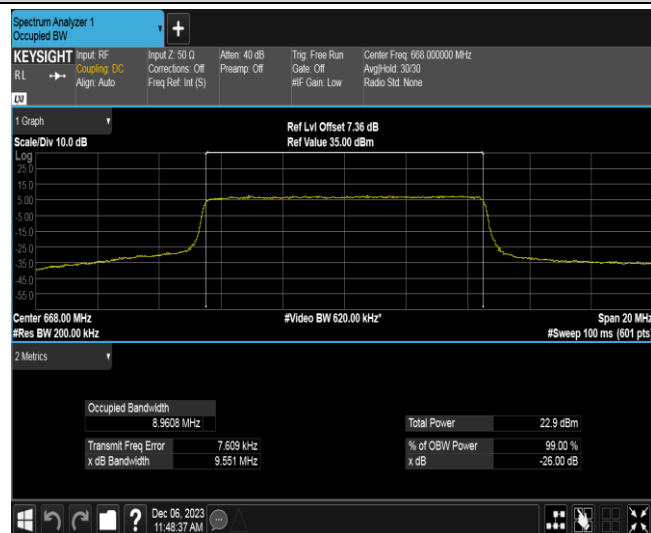 Spectrum Analyzer 1
Occupied BW
+
KEYSIGHT Input: RF Input Z: 50 Ω Atten: 40 dB Trig: Free Run Center Freq: 668.000000 MHz
RL Coupling: DC Corrections: Off Preamp: Off Gate: Off Avg|Hold: 30/30
Align: Auto Freq Ref: Int (S) #IF Gain: Low Radio Std: None
LXI
1 Graph
Ref Lvl Offset 7.36 dB
Scale/Div 10.0 dB Ref Value 35.00 dBm
Log
25.0
15.0
5.00
-5.00
-15.0
-25.0
-35.0
-45.0
-55.0
Center 668.00 MHz #Video BW 620.00 kHz* Span 20 MHz
#Res BW 200.00 kHz #Sweep 100 ms (601 pts)
2 Metrics
Occupied Bandwidth
8.9608 MHz Total Power 22.9 dBm
Transmit Freq Error 7.609 kHz % of OBW Power 99.00 %
x dB Bandwidth 9.551 MHz x dB -26.00 dB
? Dec 06, 2023
11:48:37 AM